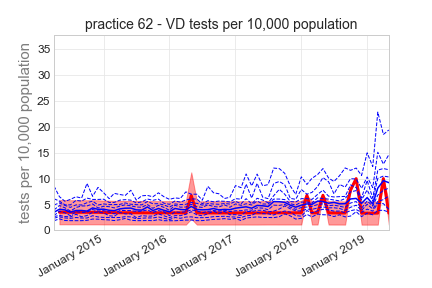 practice 62 - VD tests per 10,000 population
tests per 10,000 population
35
30
25
20
15
10
5
0
January 2015
January 2016
January 2017
January 2018
January 2019